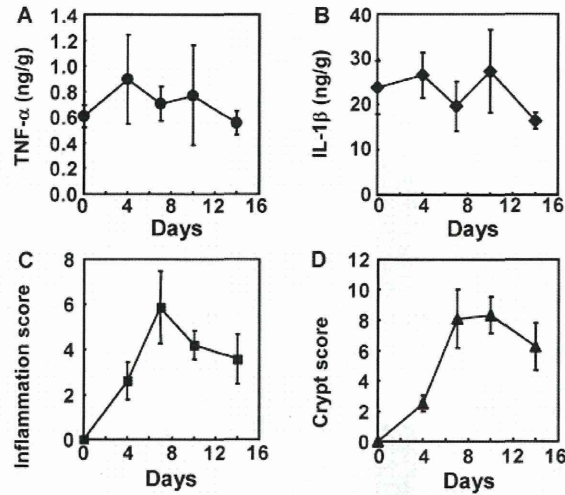 A
TNF-α (ng/g)
1.4
1.2
1.0
0.8
0.6
0.4
0.2
0.0
0 4 8 12 16
Days
B
IL-1β (ng/g)
40
30
20
10
0
0 4 8 12 16
Days
C
Inflammation score
8
6
4
2
0
0 4 8 12 16
Days
D
Crypt score
12
10
8
6
4
2
0
0 4 8 12 16
Days